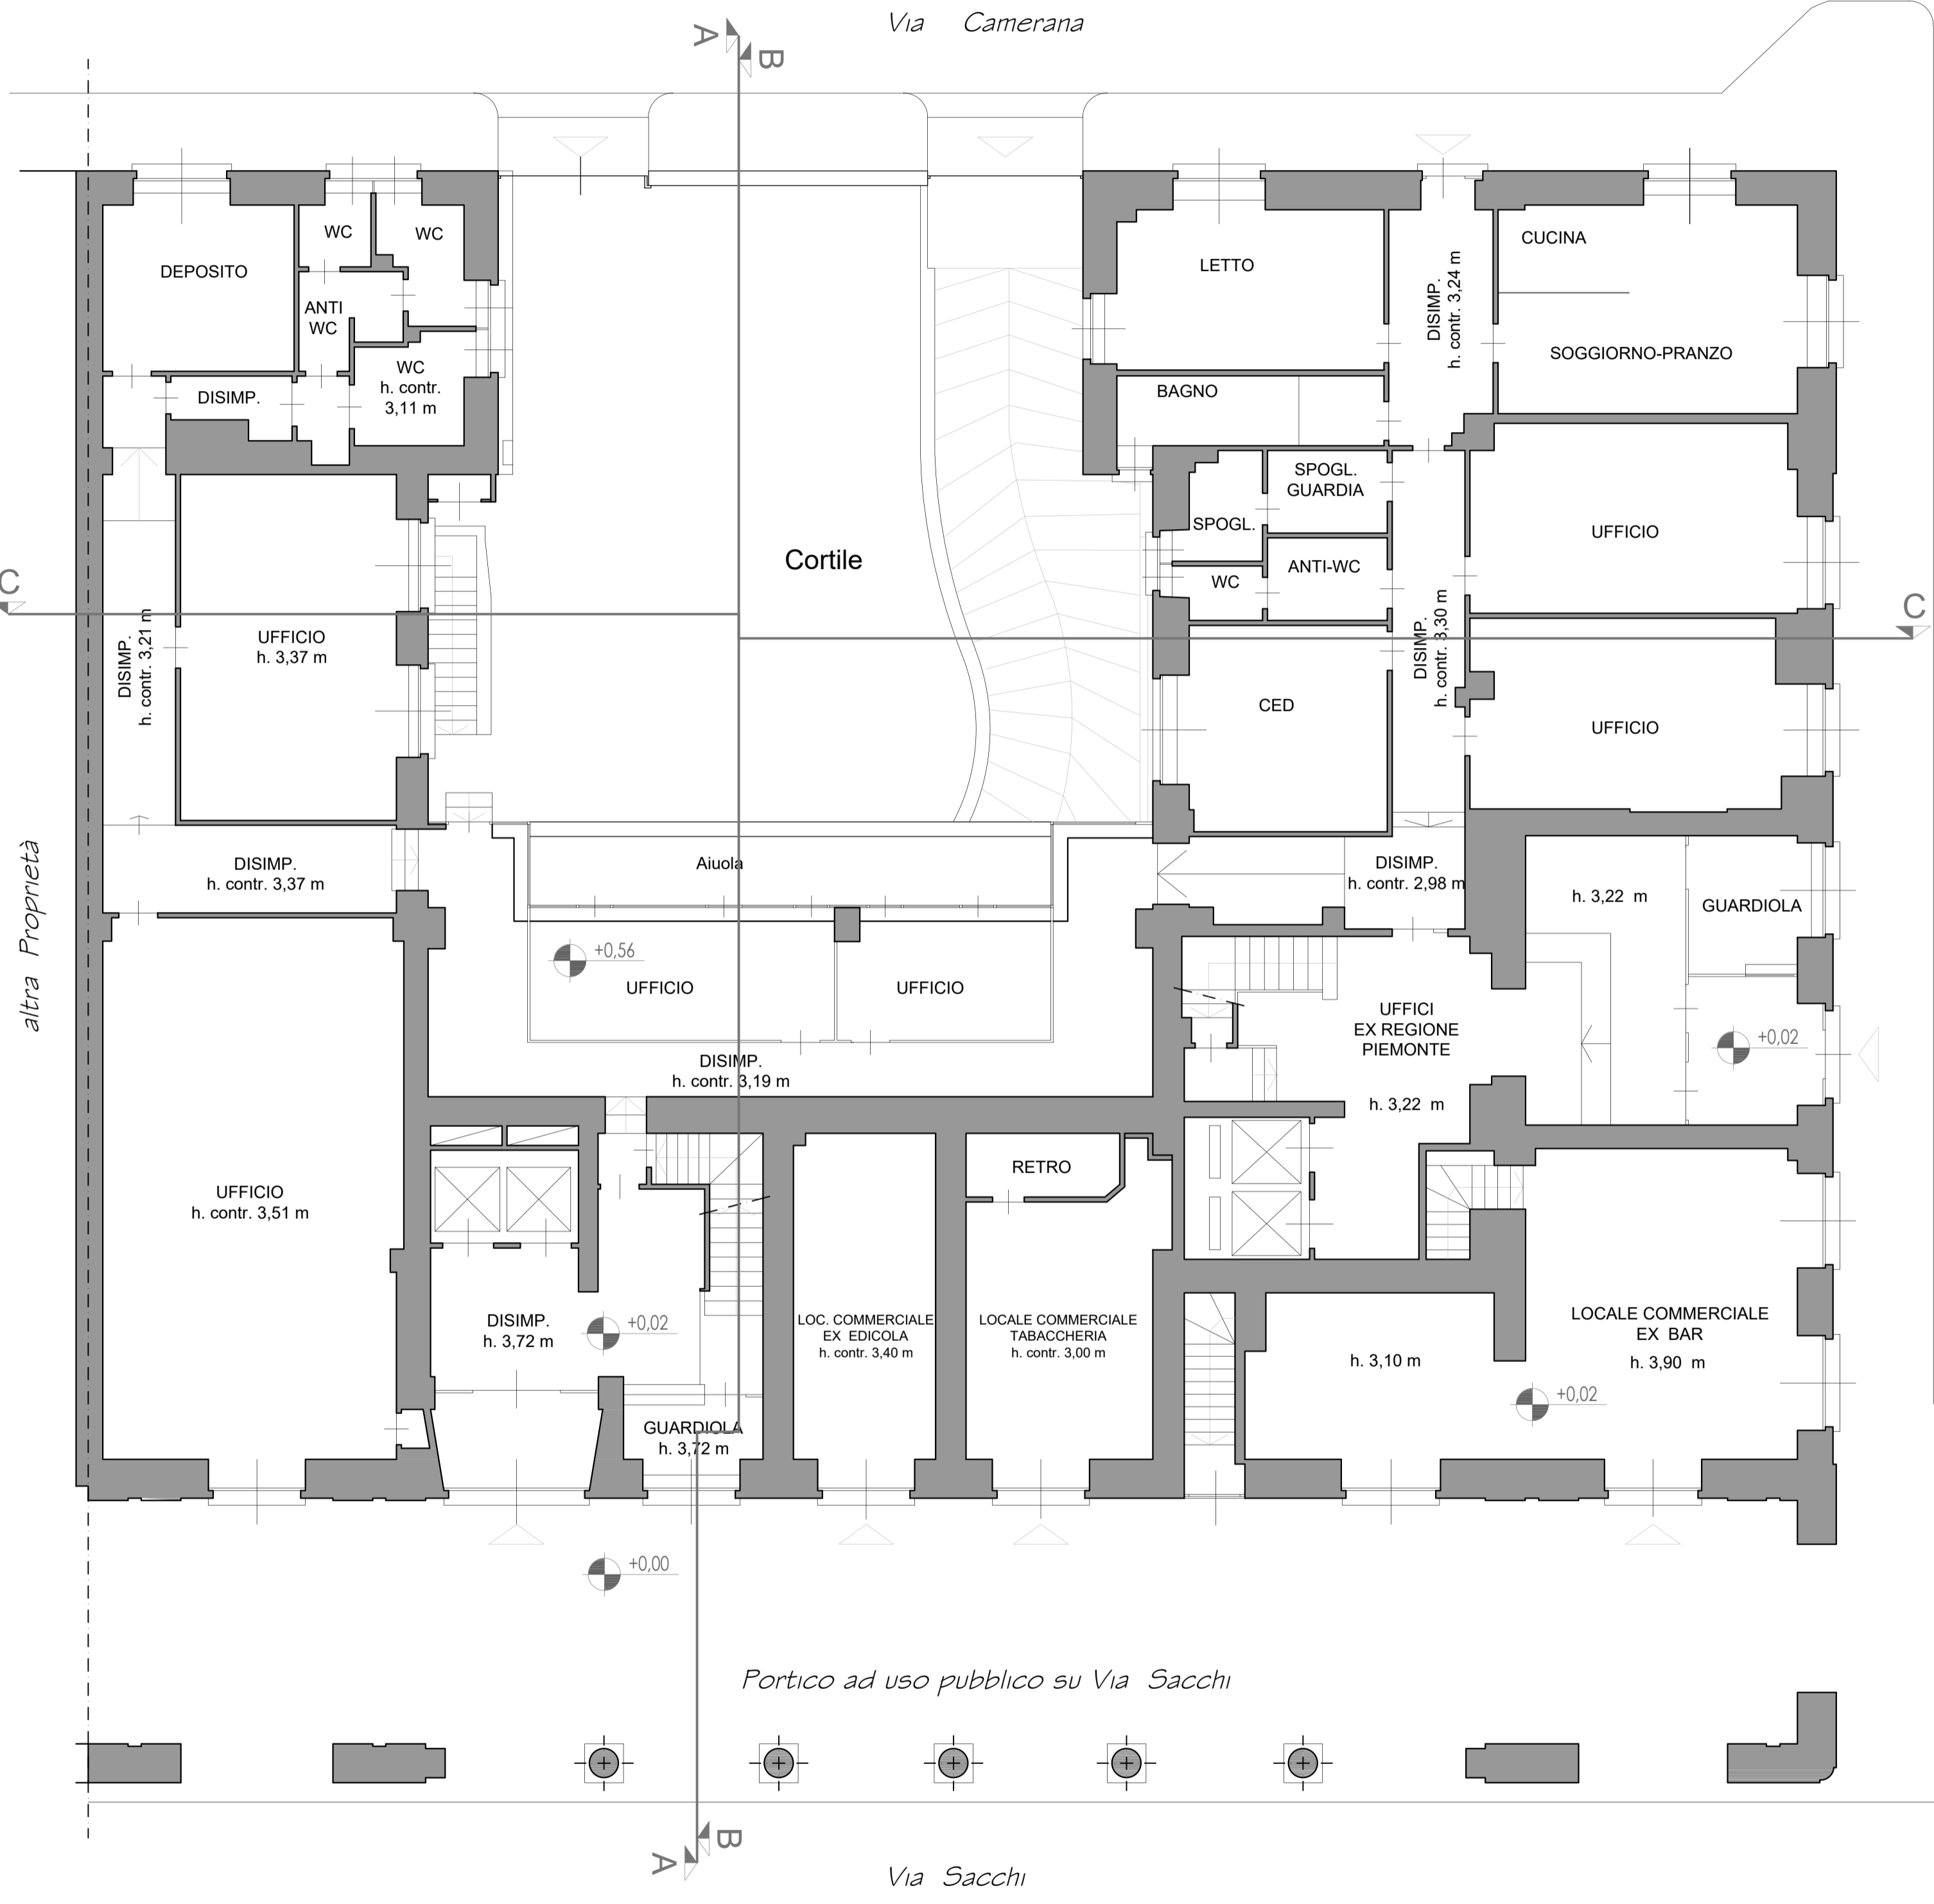 Via Camerana
A
B
WC
WC
DEPOSITO
ANTI
WC
WC
h. contr.
3,11 m
DISIMP.
LETTO
DISIMP.
h. contr. 3,24 m
CUCINA
SOGGIORNO-PRANZO
BAGNO
SPOGL.
GUARDIA
SPOGL.
UFFICIO
Cortile
WC
ANTI-WC
C
C
DISIMP.
h. contr. 3,21 m
UFFICIO
h. 3,37 m
DISIMP.
h. contr. 3,30 m
CED
UFFICIO
altra Proprietà
DISIMP.
h. contr. 3,37 m
Aiuola
DISIMP.
h. contr. 2,98 m
h. 3,22 m
GUARDIOLA
+0,56
UFFICIO
UFFICIO
UFFICI
EX REGIONE
PIEMONTE
h. 3,22 m
+0,02
DISIMP.
h. contr. 3,19 m
RETRO
UFFICIO
h. contr. 3,51 m
DISIMP.
h. 3,72 m
+0,02
LOC. COMMERCIALE
EX EDICOLA
h. contr. 3,40 m
LOCALE COMMERCIALE
TABACCHERIA
h. contr. 3,00 m
h. 3,10 m
LOCALE COMMERCIALE
EX BAR
h. 3,90 m
+0,02
GUARDIOLA
h. 3,72 m
+0,00
Portico ad uso pubblico su Via Sacchi
B
A
Via Sacchi